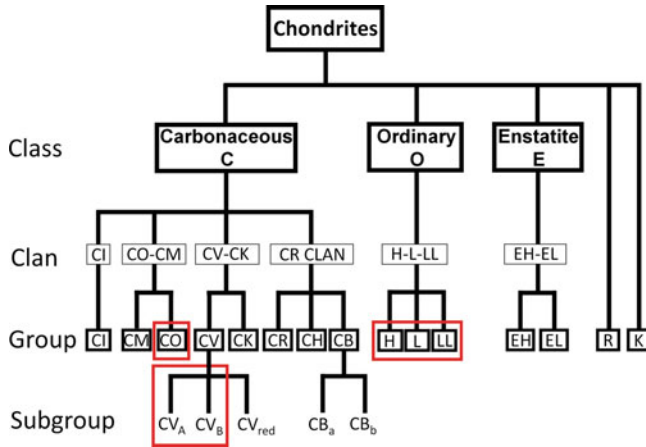 Chondrites
Class
Carbonaceous
C
Ordinary
O
Enstatite
E
Clan
CI CO-CM CV-CK CR CLAN H-L-LL EH-EL
Group
CI CM CO CV CK CR CH CB H L LL EH EL R K
Subgroup
CVA CVB CVred CBa CBb